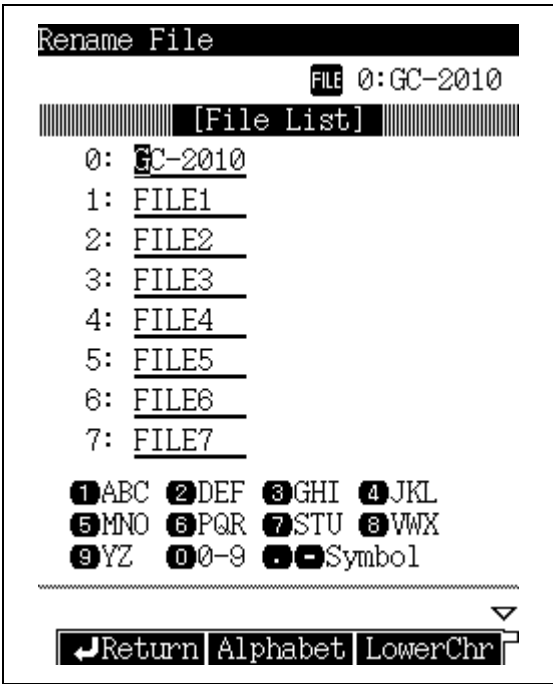 Rename File
FILE 0:GC-2010
[File List]
0: GC-2010
1: FILE1
2: FILE2
3: FILE3
4: FILE4
5: FILE5
6: FILE6
7: FILE7
1ABC 2DEF 3GHI 4JKL
5MNO 6PQR 7STU 8VWX
9YZ 00-9 .-Symbol
Return Alphabet LowerChr